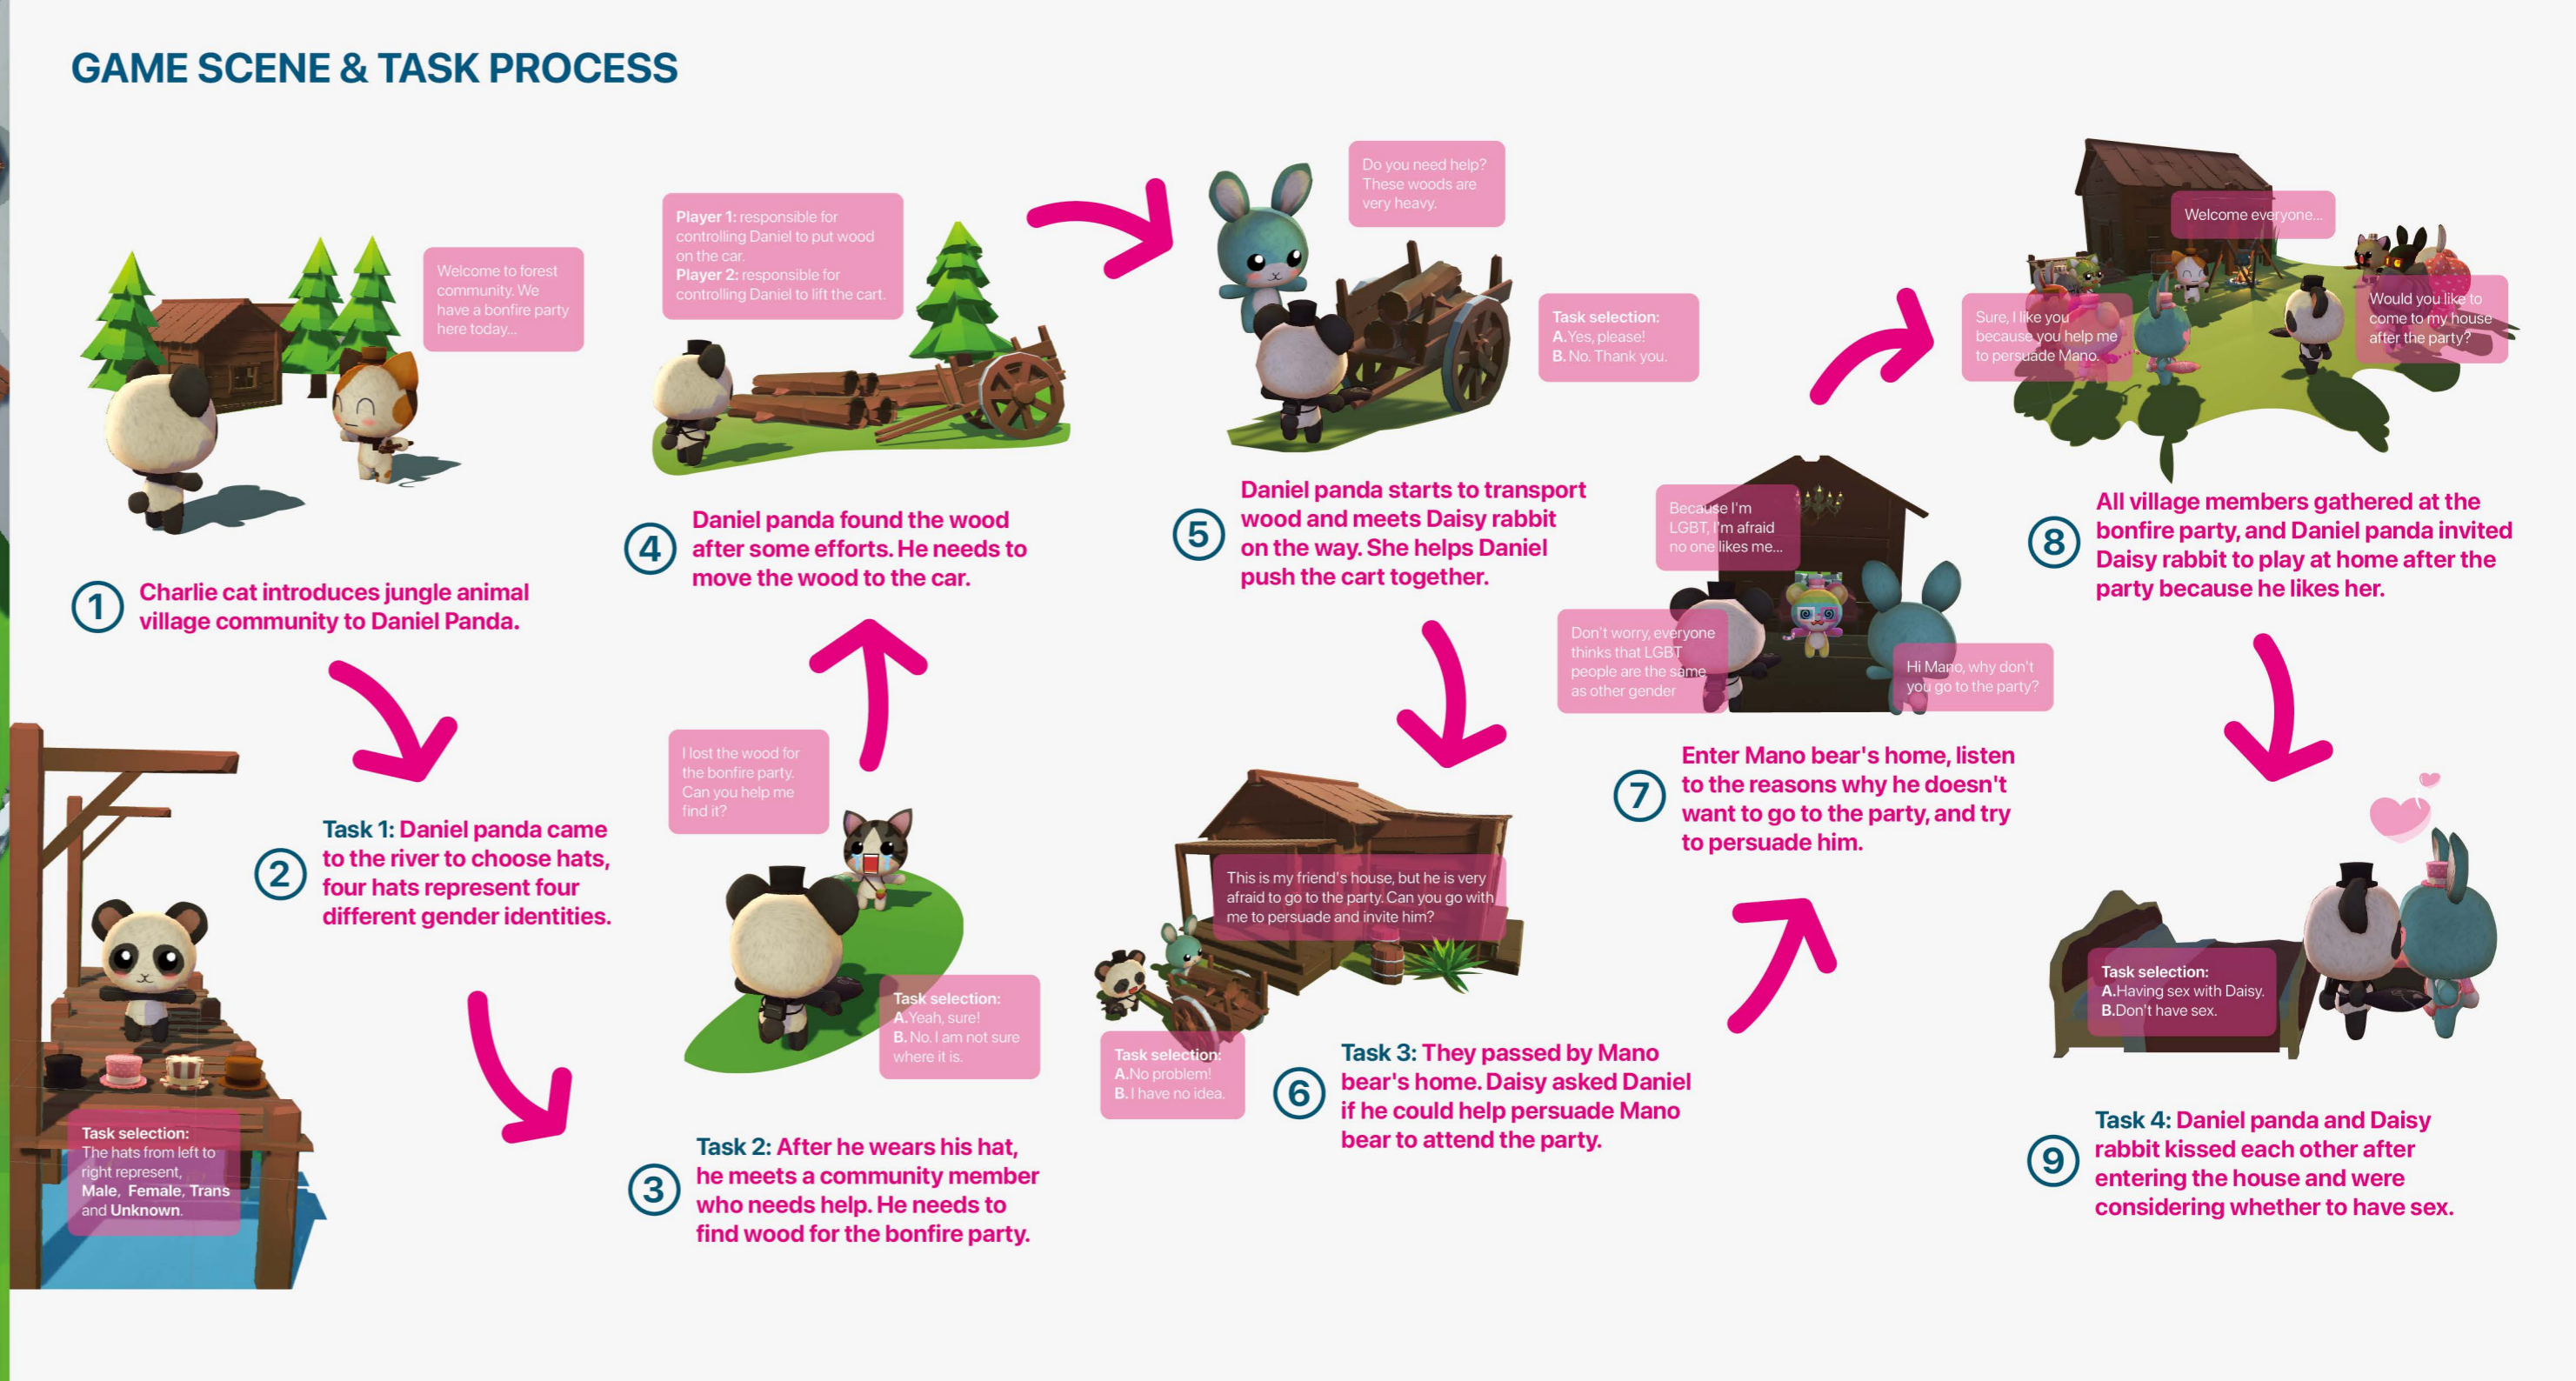 GAME SCENE & TASK PROCESS
Welcome to forest
community. We
have a bonfire party
here today...
1
Charlie cat introduces jungle animal
village community to Daniel Panda.
Task selection:
The hats from left to
right represent,
Male, Female, Trans
and Unknown.
2
Task 1: Daniel panda came
to the river to choose hats,
four hats represent four
different gender identities.
I lost the wood for
the bonfire party.
Can you help me
find it?
Task selection:
A.Yeah, sure!
B. No. I am not sure
where it is.
3
Task 2: After he wears his hat,
he meets a community member
who needs help. He needs to
find wood for the bonfire party.
Player 1: responsible for
controlling Daniel to put wood
on the car.
Player 2: responsible for
controlling Daniel to lift the cart.
4
Daniel panda found the wood
after some efforts. He needs to
move the wood to the car.
Do you need help?
These woods are
very heavy.
Task selection:
A.Yes, please!
B. No. Thank you.
5
Daniel panda starts to transport
wood and meets Daisy rabbit
on the way. She helps Daniel
push the cart together.
This is my friend's house, but he is very
afraid to go to the party. Can you go with
me to persuade and invite him?
Task selection:
A.No problem!
B. I have no idea.
6
Task 3: They passed by Mano
bear's home. Daisy asked Daniel
if he could help persuade Mano
bear to attend the party.
Because I'm
LGBT, I'm afraid
no one likes me...
Don't worry, everyone
thinks that LGBT
people are the same
as other gender
Hi Mano, why don't
you go to the party?
7
Enter Mano bear's home, listen
to the reasons why he doesn't
want to go to the party, and try
to persuade him.
Welcome everyone...
Would you like to
come to my house
after the party?
Sure, I like you
because you help me
to persuade Mano.
8
All village members gathered at the
bonfire party, and Daniel panda invited
Daisy rabbit to play at home after the
party because he likes her.
Task selection:
A.Having sex with Daisy.
B.Don't have sex.
9
Task 4: Daniel panda and Daisy
rabbit kissed each other after
entering the house and were
considering whether to have sex.